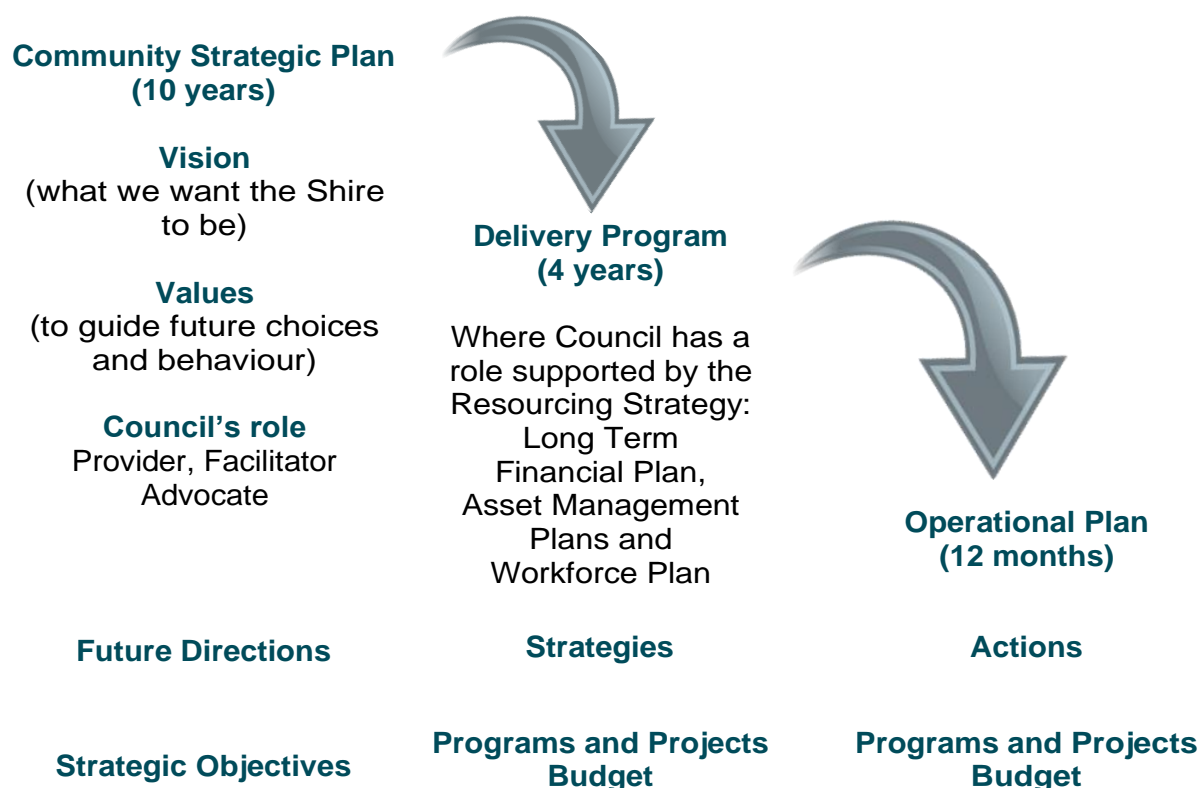 Community Strategic Plan
(10 years)
Vision
(what we want the Shire
to be)
Values
(to guide future choices
and behaviour)
Council's role
Provider, Facilitator
Advocate
Future Directions
Strategic Objectives
Delivery Program
(4 years)
Where Council has a
role supported by the
Resourcing Strategy:
Long Term
Financial Plan,
Asset Management
Plans and
Workforce Plan
Strategies
Programs and Projects
Budget
Operational Plan
(12 months)
Actions
Programs and Projects
Budget